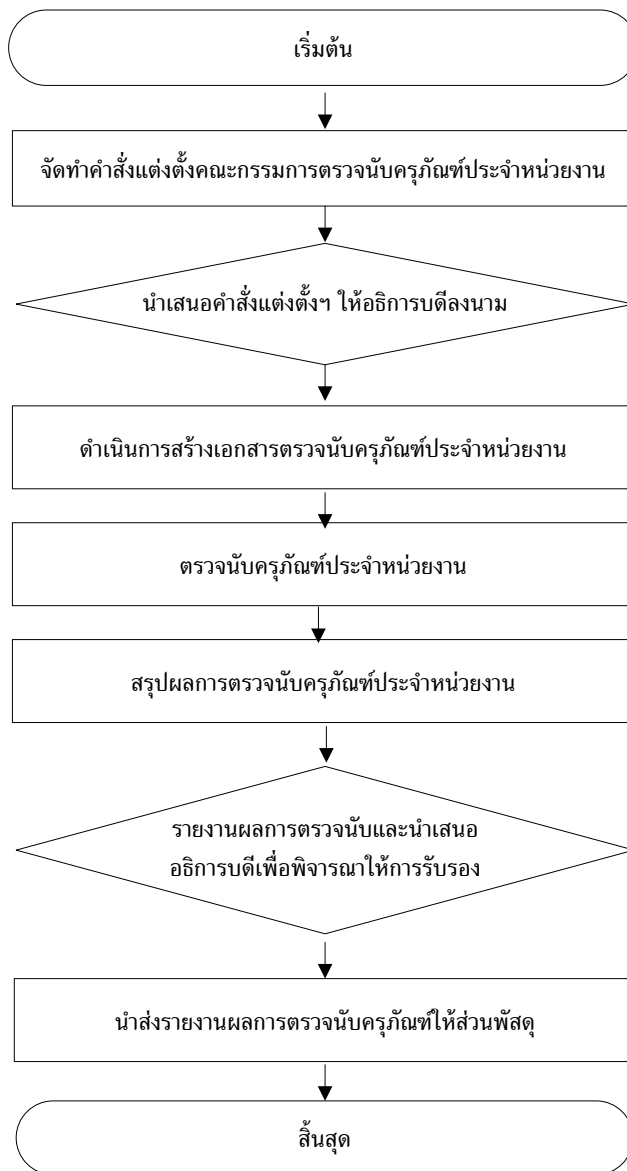 เริ่มต้น
จัดทำคำสั่งแต่งตั้งคณะกรรมการตรวจนับครุภัณฑ์ประจำหน่วยงาน
นำเสนอคำสั่งแต่งตั้งฯ ให้อธิการบดีลงนาม
ดำเนินการสร้างเอกสารตรวจนับครุภัณฑ์ประจำหน่วยงาน
ตรวจนับครุภัณฑ์ประจำหน่วยงาน
สรุปผลการตรวจนับครุภัณฑ์ประจำหน่วยงาน
รายงานผลการตรวจนับและนำเสนอ
อธิการบดีเพื่อพิจารณาให้การรับรอง
นำส่งรายงานผลการตรวจนับครุภัณฑ์ให้ส่วนพัสดุ
สิ้นสุด